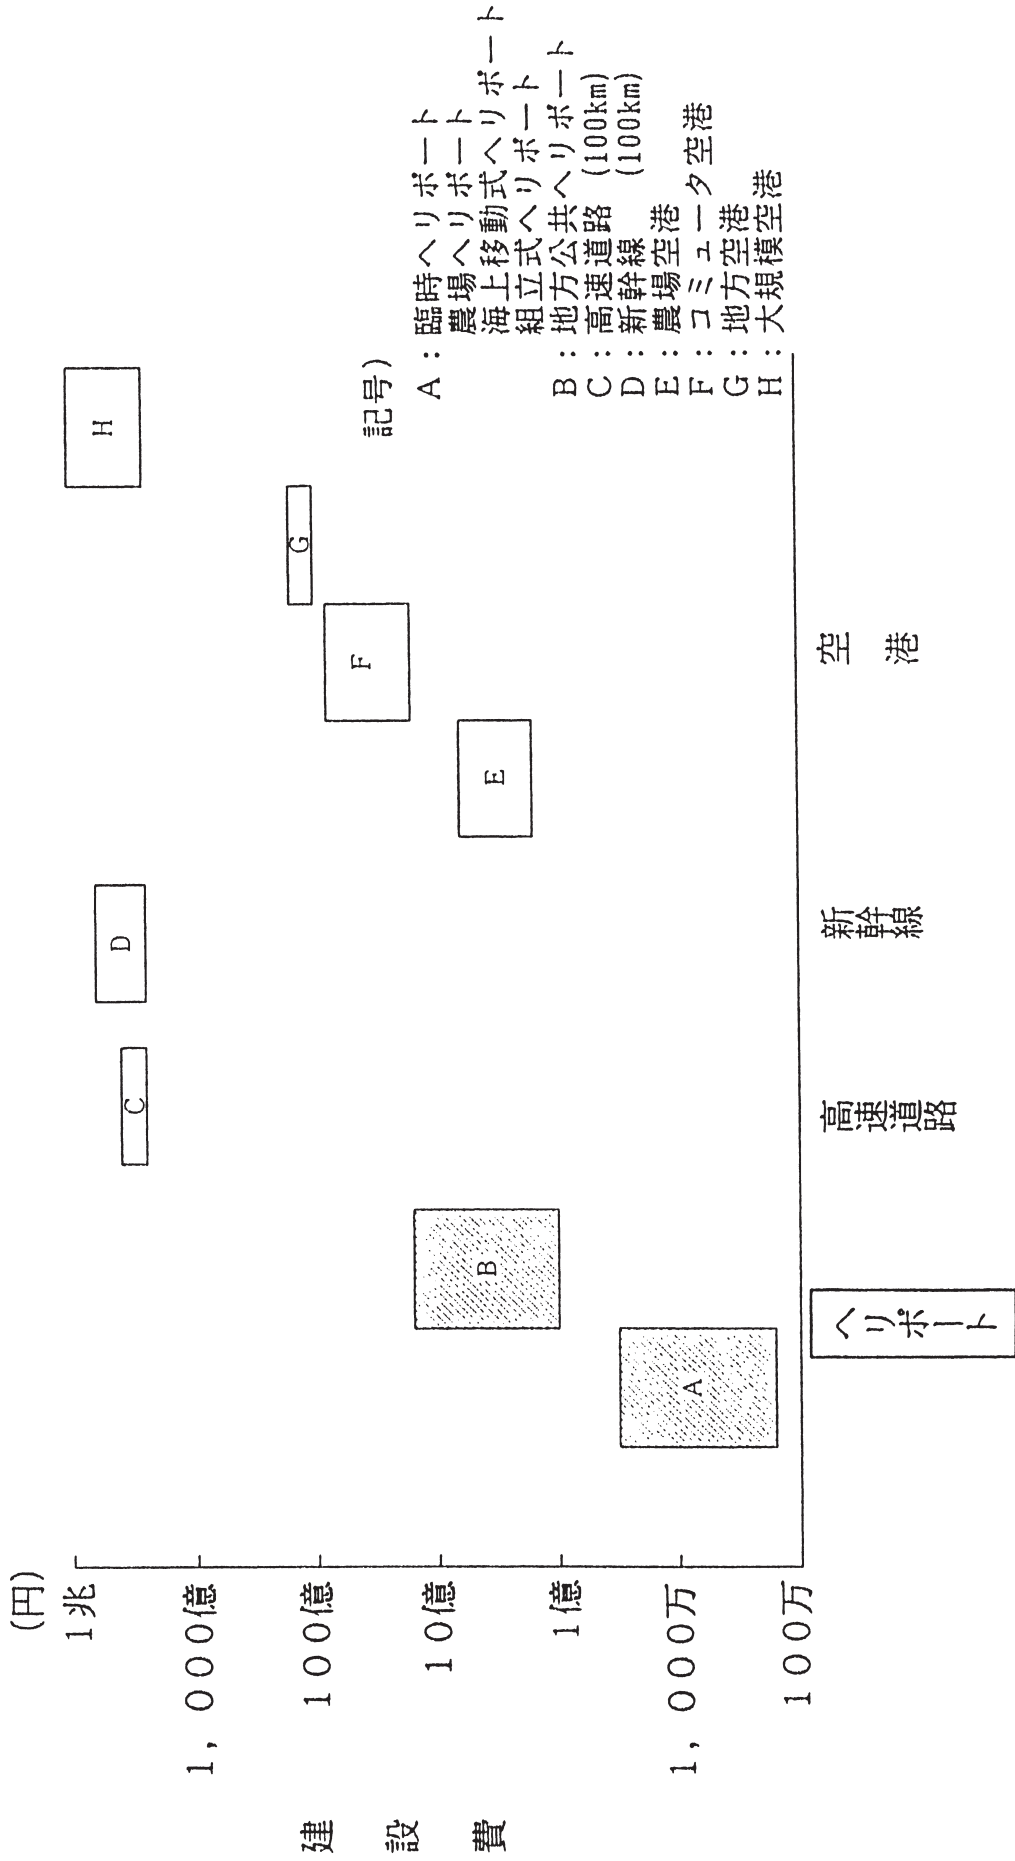 (円)
1兆
1,000億
100億
10億
1億
1,000万
100万
建設費
A
B
C
D
E
F
G
H
ヘリポート
高速道路
新幹線
空港
記号)
A:臨時ヘリポート
農場ヘリポート
海上移動式ヘリポート
組立式ヘリポート
B:地方公共ヘリポート
C:高速道路 (100km)
D:新幹線 (100km)
E:農場空港
F:コミュータ空港
G:地方空港
H:大規模空港